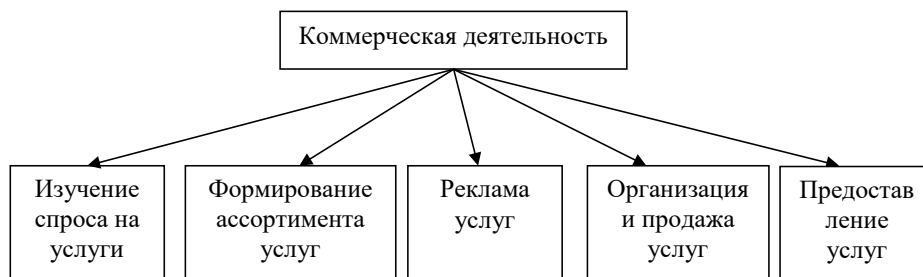 Коммерческая деятельность
Изучение
спроса на
услуги
Формирование
ассортимента
услуг
Реклама
услуг
Организация
и продажа
услуг
Предостав
ление
услуг